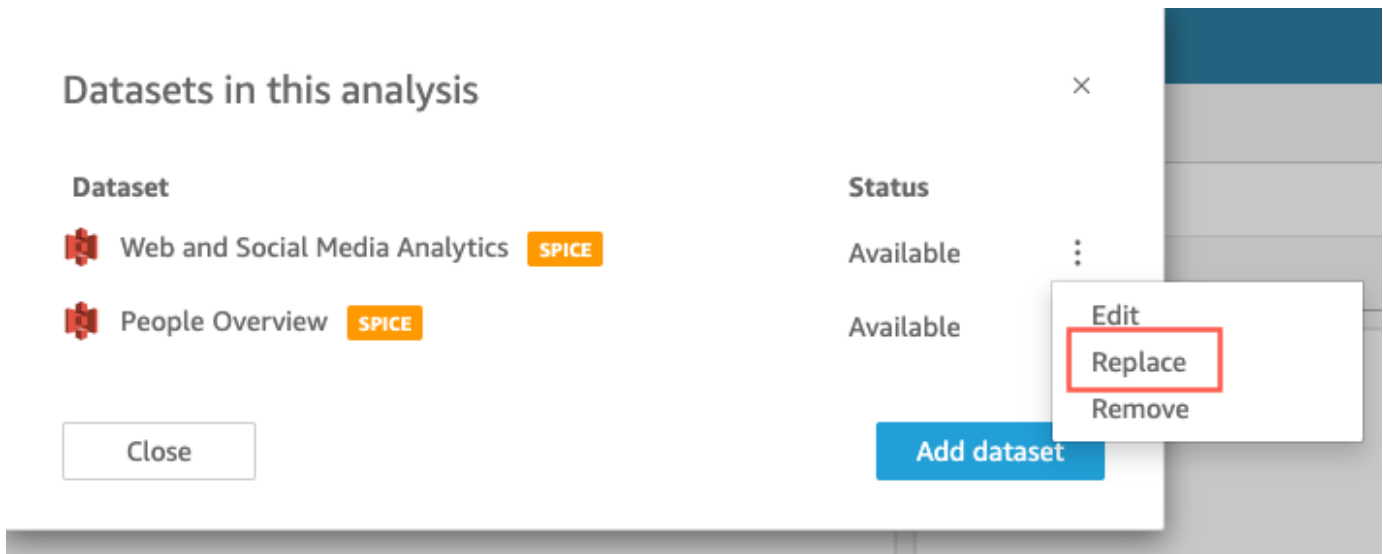 Datasets in this analysis
Dataset Status
Web and Social Media Analytics SPICE Available
People Overview SPICE Available
Edit
Replace
Remove
Close Add dataset